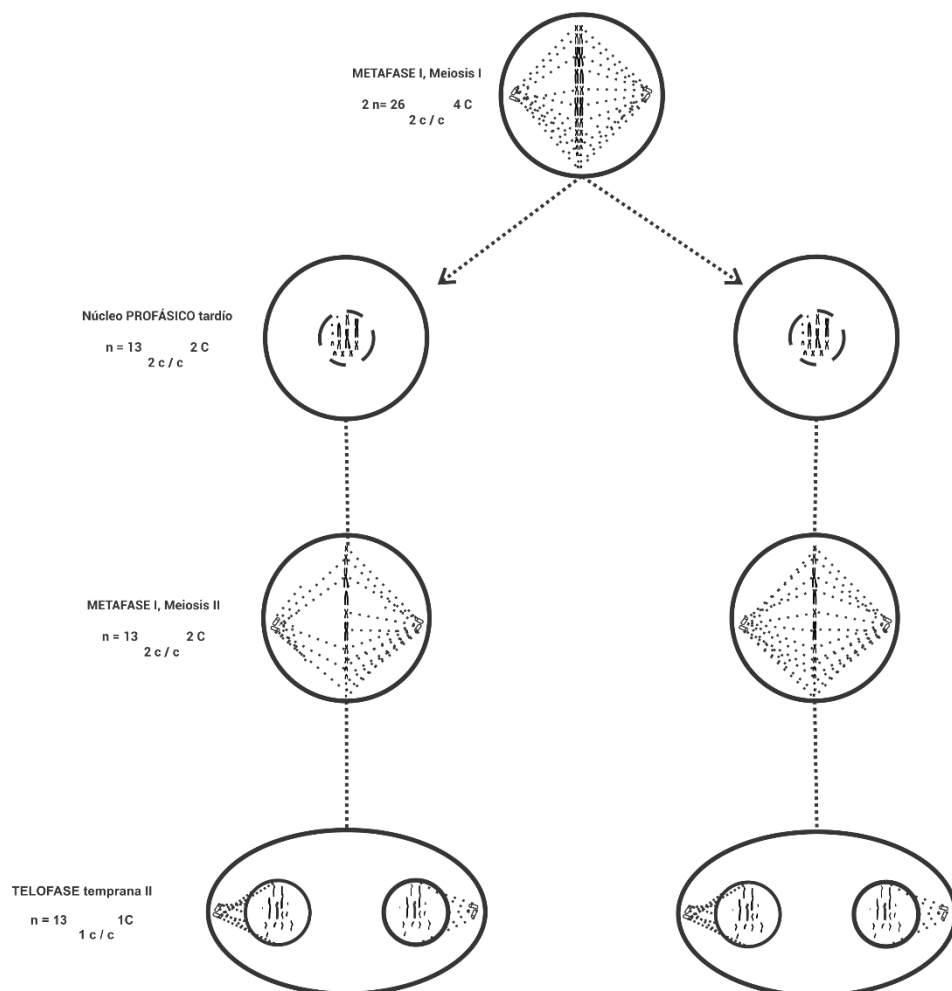 METAFASE I, Meiosis I
2 n= 26 4 C
2 c / c
Núcleo PROFÁSICO tardío
n = 13 2 C
2 c / c
METAFASE I, Meiosis II
n = 13 2 C
2 c / c
TELOFASE temprana II
n = 13 1C
1 c / c